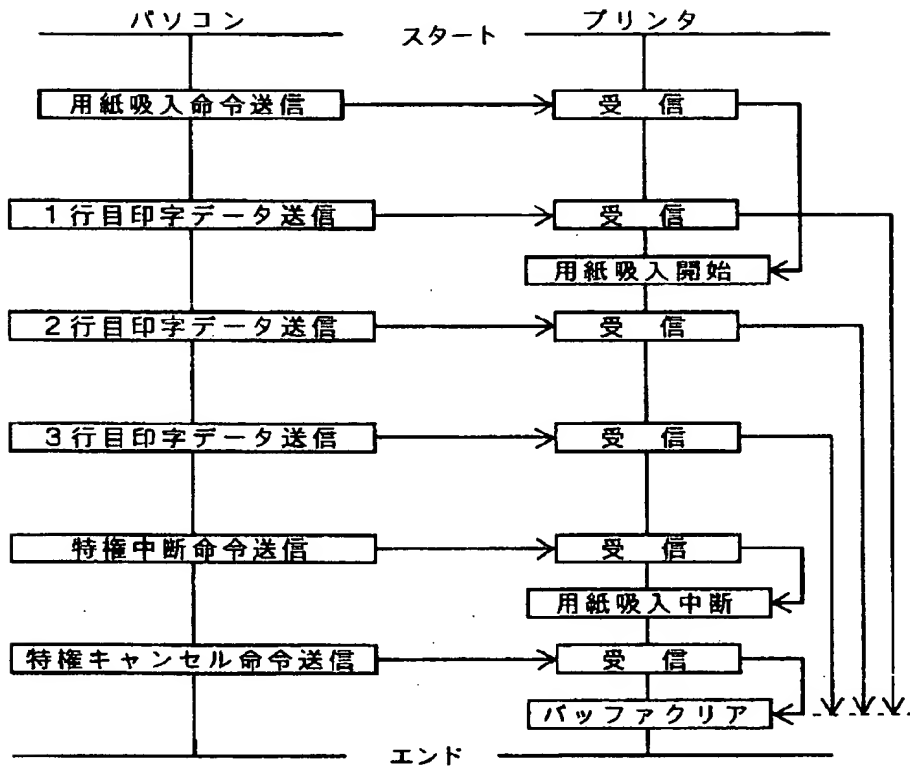 パソコン
スタート
プリンタ
用紙吸入命令送信
受信
1行目印字データ送信
受信
用紙吸入開始
2行目印字データ送信
受信
3行目印字データ送信
受信
特権中断命令送信
受信
用紙吸入中断
特権キャンセル命令送信
受信
バッファクリア
エンド